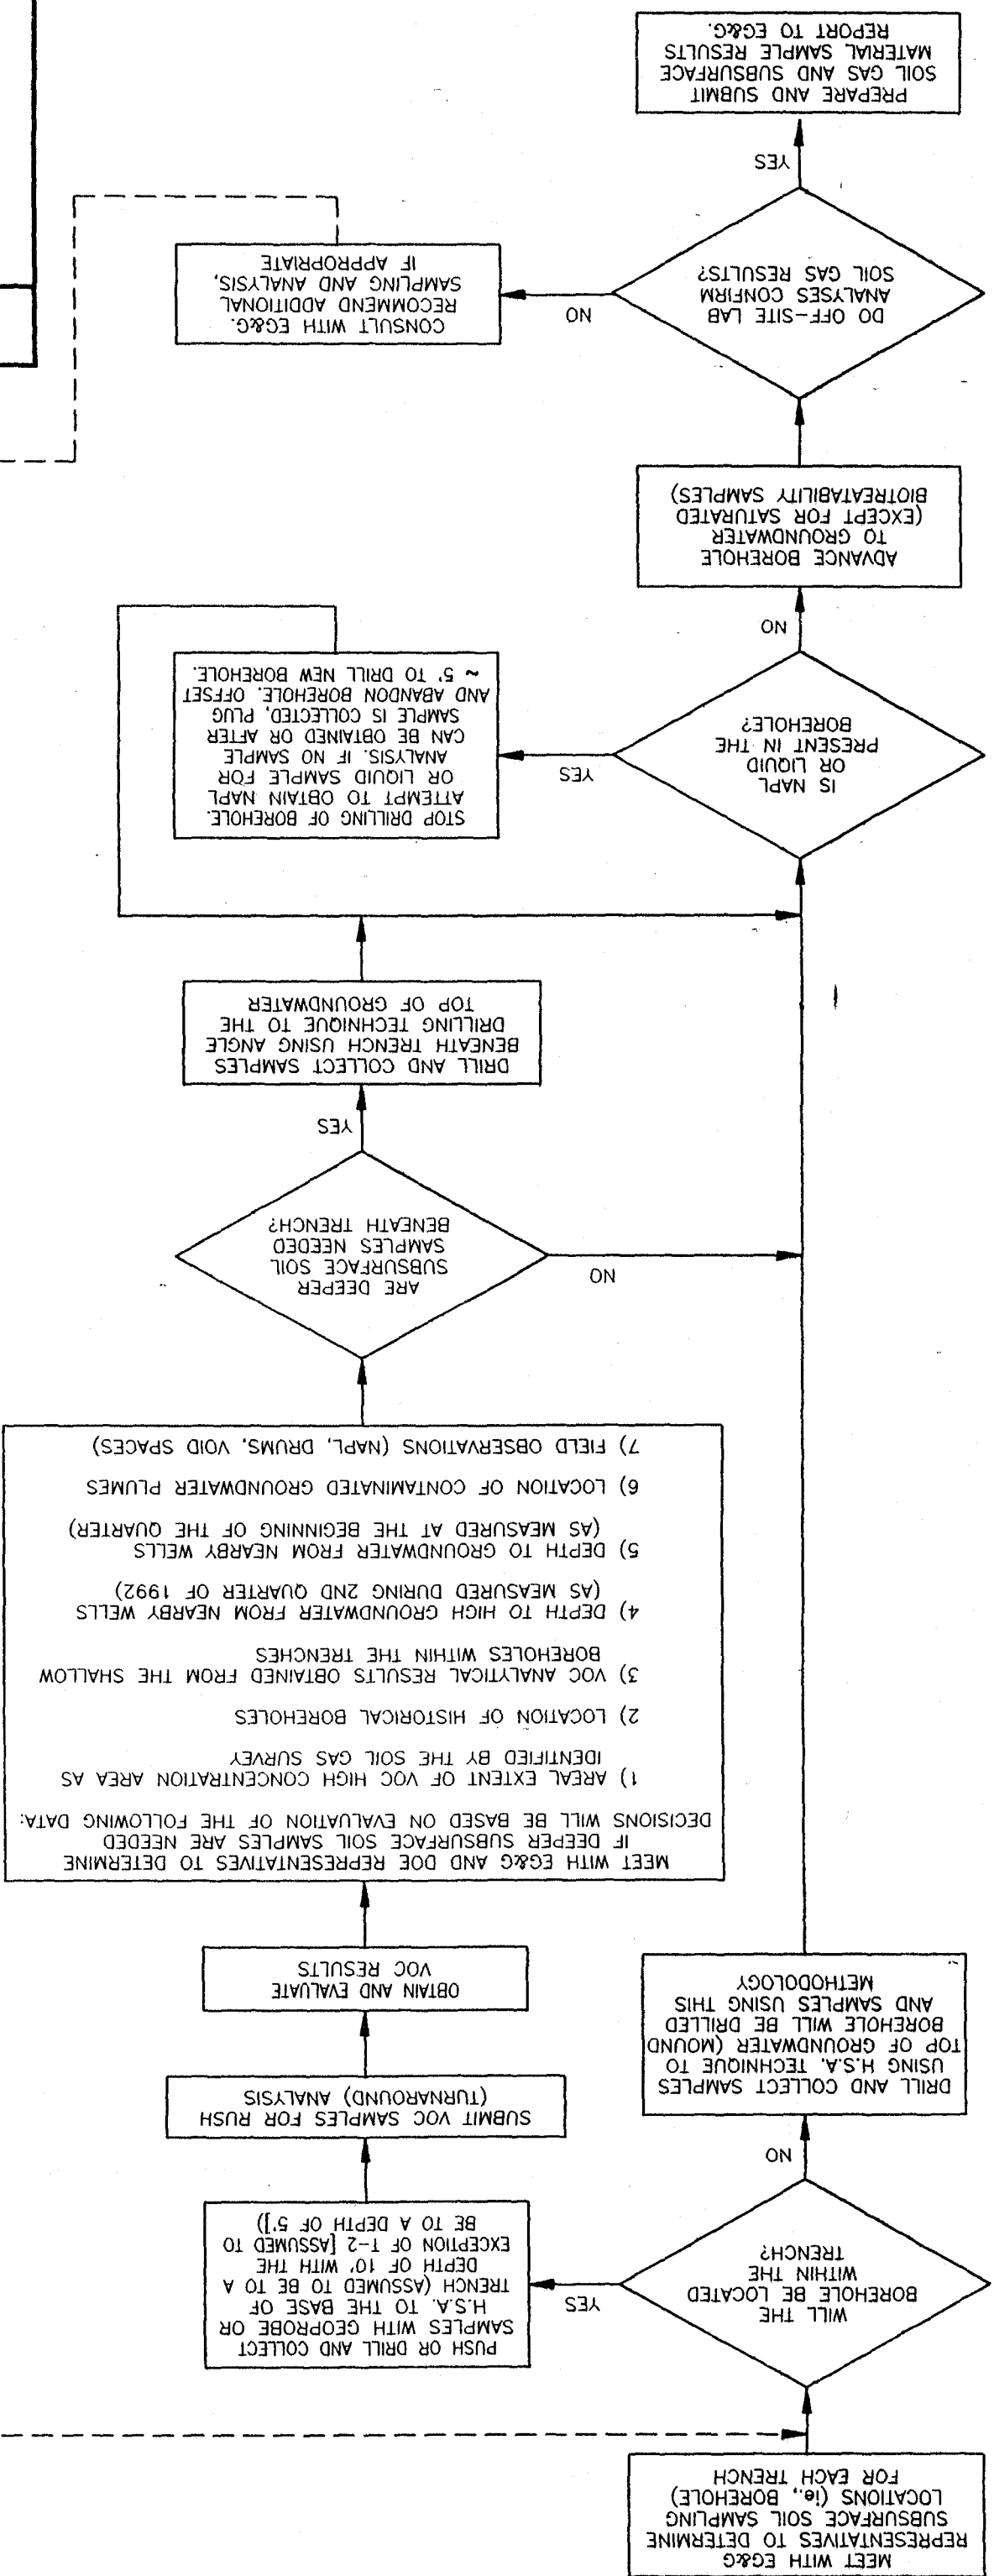 MEET WITH EG&G
REPRESENTATIVES TO DETERMINE
SUBSURFACE SOIL SAMPLING
LOCATIONS (ie., BOREHOLE)
FOR EACH TRENCH
WILL THE
BOREHOLE BE LOCATED
WITHIN THE
TRENCH?
YES
PUSH OR DRILL AND COLLECT
SAMPLES WITH GEOPROBE OR
H.S.A. TO THE BASE OF
TRENCH (ASSUMED TO BE TO A
DEPTH OF 10' WITH THE
EXCEPTION OF T-2 [ASSUMED TO
BE TO A DEPTH OF 5'])
NO
DRILL AND COLLECT SAMPLES
USING H.S.A. TECHNIQUE TO
TOP OF GROUNDWATER (MOUND
BOREHOLE WILL BE DRILLED
AND SAMPLES USING THIS
METHODOLOGY
SUBMIT VOC SAMPLES FOR RUSH
(TURNAROUND) ANALYSIS
OBTAIN AND EVALUATE
VOC RESULTS
MEET WITH EG&G AND DOE REPRESENTATIVES TO DETERMINE
IF DEEPER SUBSURFACE SOIL SAMPLES ARE NEEDED
DECISIONS WILL BE BASED ON EVALUATION OF THE FOLLOWING DATA:
1) AREAL EXTENT OF VOC HIGH CONCENTRATION AREA AS
IDENTIFIED BY THE SOIL GAS SURVEY
2) LOCATION OF HISTORICAL BOREHOLES
3) VOC ANALYTICAL RESULTS OBTAINED FROM THE SHALLOW
BOREHOLES WITHIN THE TRENCHES
4) DEPTH TO HIGH GROUNDWATER FROM NEARBY WELLS
(AS MEASURED DURING 2ND QUARTER OF 1992)
5) DEPTH TO GROUNDWATER FROM NEARBY WELLS
(AS MEASURED AT THE BEGINNING OF THE QUARTER)
6) LOCATION OF CONTAMINATED GROUNDWATER PLUMES
7) FIELD OBSERVATIONS (NAPL, DRUMS, VOID SPACES)
ARE DEEPER
SUBSURFACE SOIL
SAMPLES NEEDED
BENEATH TRENCH?
NO
YES
DRILL AND COLLECT SAMPLES
BENEATH TRENCH USING ANGLE
DRILLING TECHNIQUE TO THE
TOP OF GROUNDWATER
IS NAPL
OR LIQUID
PRESENT IN THE
BOREHOLE?
YES
STOP DRILLING OF BOREHOLE.
ATTEMPT TO OBTAIN NAPL
OR LIQUID SAMPLE FOR
ANALYSIS. IF NO SAMPLE
CAN BE OBTAINED OR AFTER
SAMPLE IS COLLECTED, PLUG
AND ABANDON BOREHOLE. OFFSET
~ 5' TO DRILL NEW BOREHOLE.
NO
ADVANCE BOREHOLE
TO GROUNDWATER
(EXCEPT FOR SATURATED
BIOTREATABILITY SAMPLES)
DO OFF-SITE LAB
ANALYSES CONFIRM
SOIL GAS RESULTS?
NO
CONSULT WITH EG&G.
RECOMMEND ADDITIONAL
SAMPLING AND ANALYSIS,
IF APPROPRIATE
YES
PREPARE AND SUBMIT
SOIL GAS AND SUBSURFACE
MATERIAL SAMPLE RESULTS
REPORT TO EG&G.